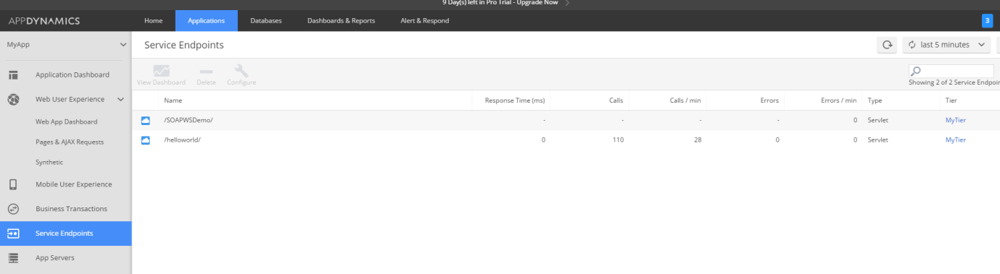 9 Day(s) left in Pro Trial - Upgrade Now
APPDYNAMICS Home Applications Databases Dashboards & Reports Alert & Respond 3
MyApp Service Endpoints last 5 minutes
Application Dashboard View Dashboard Delete Configure
Showing 2 of 2 Service Endpoin
Web User Experience Name Response Time (ms) Calls Calls / min Errors Errors / min Type Tier
Web App Dashboard /SOAPWSDemo/ - - - - 0 Servlet MyTier
Pages & AJAX Requests /helloworld/ 0 110 28 0 0 Servlet MyTier
Synthetic
Mobile User Experience
Business Transactions
Service Endpoints
App Servers